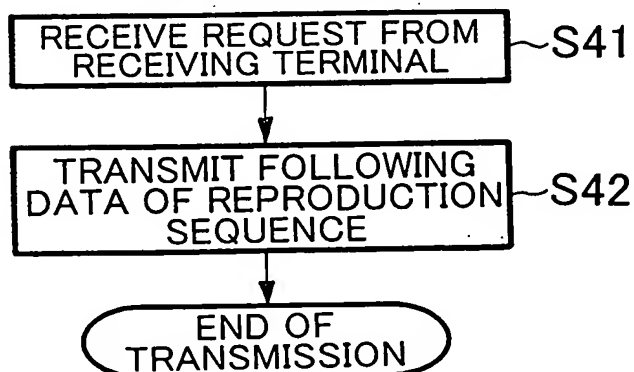 RECEIVE REQUEST FROM
RECEIVING TERMINAL
S41
TRANSMIT FOLLOWING
DATA OF REPRODUCTION
SEQUENCE
S42
END OF
TRANSMISSION